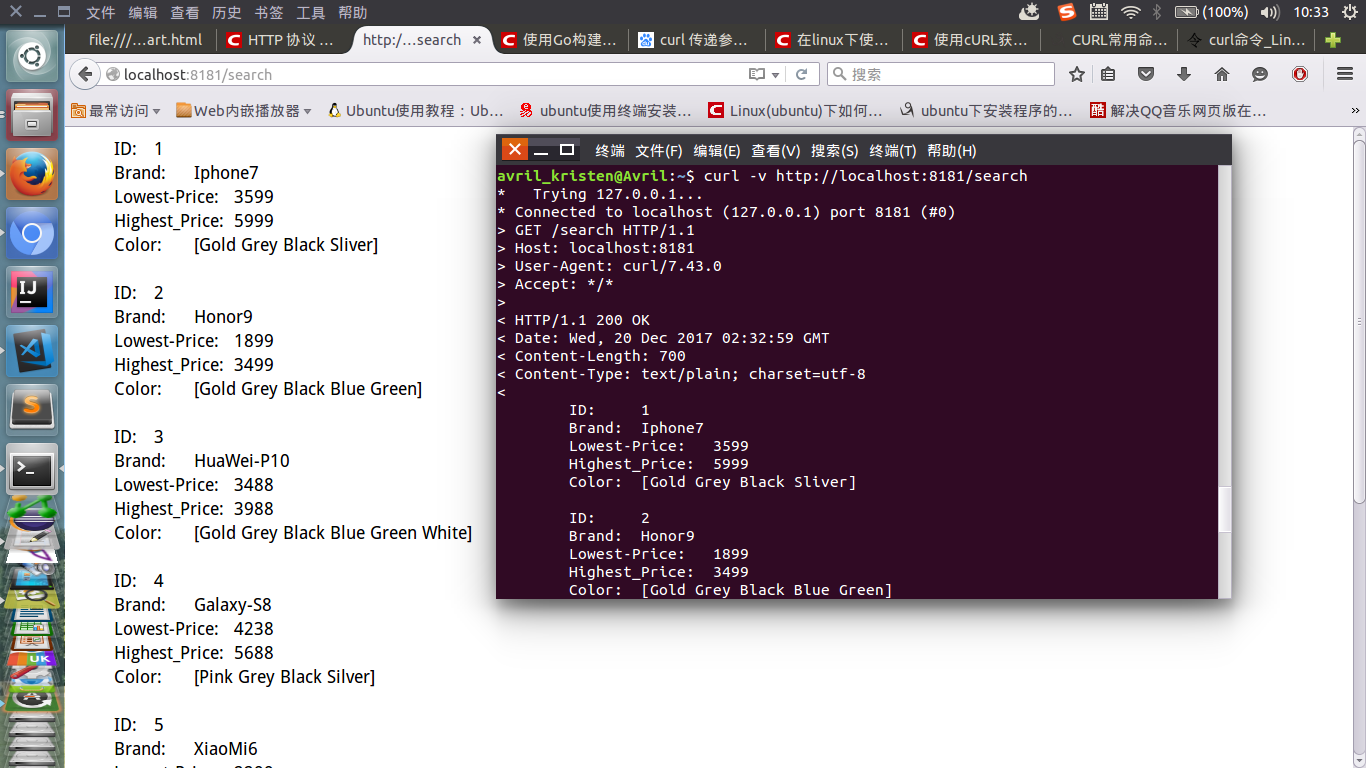 文件 编辑 查看 历史 书签 工具 帮助 (100%) 10:33
file:///...art.html HTTP 协议 ... http:/...search 使用Go构建... curl 传递参... 在linux下使... 使用cURL获... CURL常用命... curl命令_Lin...
localhost:8181/search 搜索
最常访问 Web内嵌播放器 Ubuntu使用教程：Ub... ubuntu使用终端安装... Linux(ubuntu)下如何... ubuntu下安装程序的... 解决QQ音乐网页版在... »
ID: 1
Brand: Iphone7
Lowest-Price: 3599
Highest_Price: 5999
Color: [Gold Grey Black Sliver]
ID: 2
Brand: Honor9
Lowest-Price: 1899
Highest_Price: 3499
Color: [Gold Grey Black Blue Green]
ID: 3
Brand: HuaWei-P10
Lowest-Price: 3488
Highest_Price: 3988
Color: [Gold Grey Black Blue Green White]
ID: 4
Brand: Galaxy-S8
Lowest-Price: 4238
Highest_Price: 5688
Color: [Pink Grey Black Silver]
ID: 5
Brand: XiaoMi6
终端 文件(F) 编辑(E) 查看(V) 搜索(S) 终端(T) 帮助(H)
avril_kristen@Avril:~$ curl -v http://localhost:8181/search
* Trying 127.0.0.1...
* Connected to localhost (127.0.0.1) port 8181 (#0)
> GET /search HTTP/1.1
> Host: localhost:8181
> User-Agent: curl/7.43.0
> Accept: */*
>
< HTTP/1.1 200 OK
< Date: Wed, 20 Dec 2017 02:32:59 GMT
< Content-Length: 700
< Content-Type: text/plain; charset=utf-8
<
ID: 1
Brand: Iphone7
Lowest-Price: 3599
Highest_Price: 5999
Color: [Gold Grey Black Sliver]
ID: 2
Brand: Honor9
Lowest-Price: 1899
Highest_Price: 3499
Color: [Gold Grey Black Blue Green]